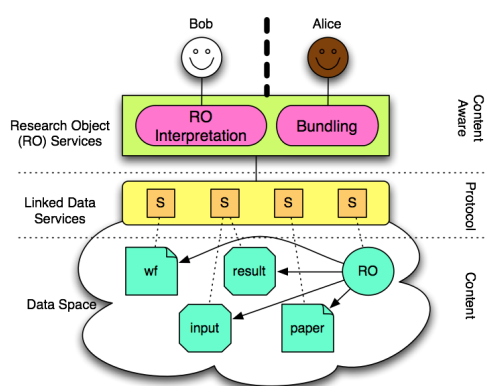 Bob
Alice
Research Object
(RO) Services
RO
Interpretation
Bundling
Content
Aware
Linked Data
Services
S
S
S
S
Protocol
Data Space
wf
result
RO
input
paper
Content